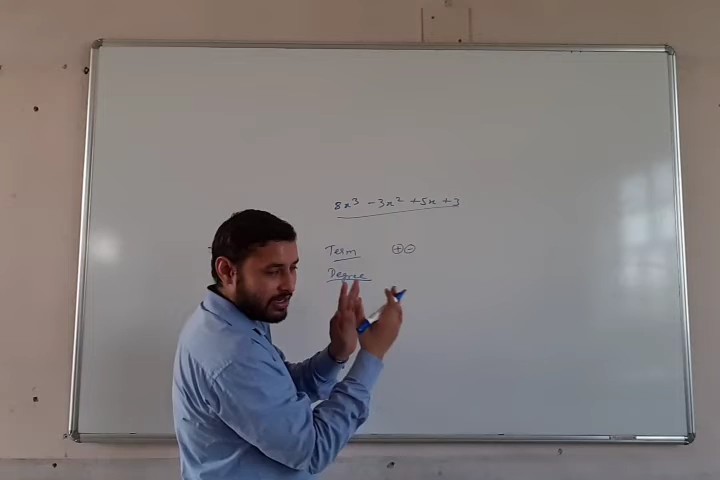 8x³ - 3x² + 5x + 3
Term ⊕⊖
Degree